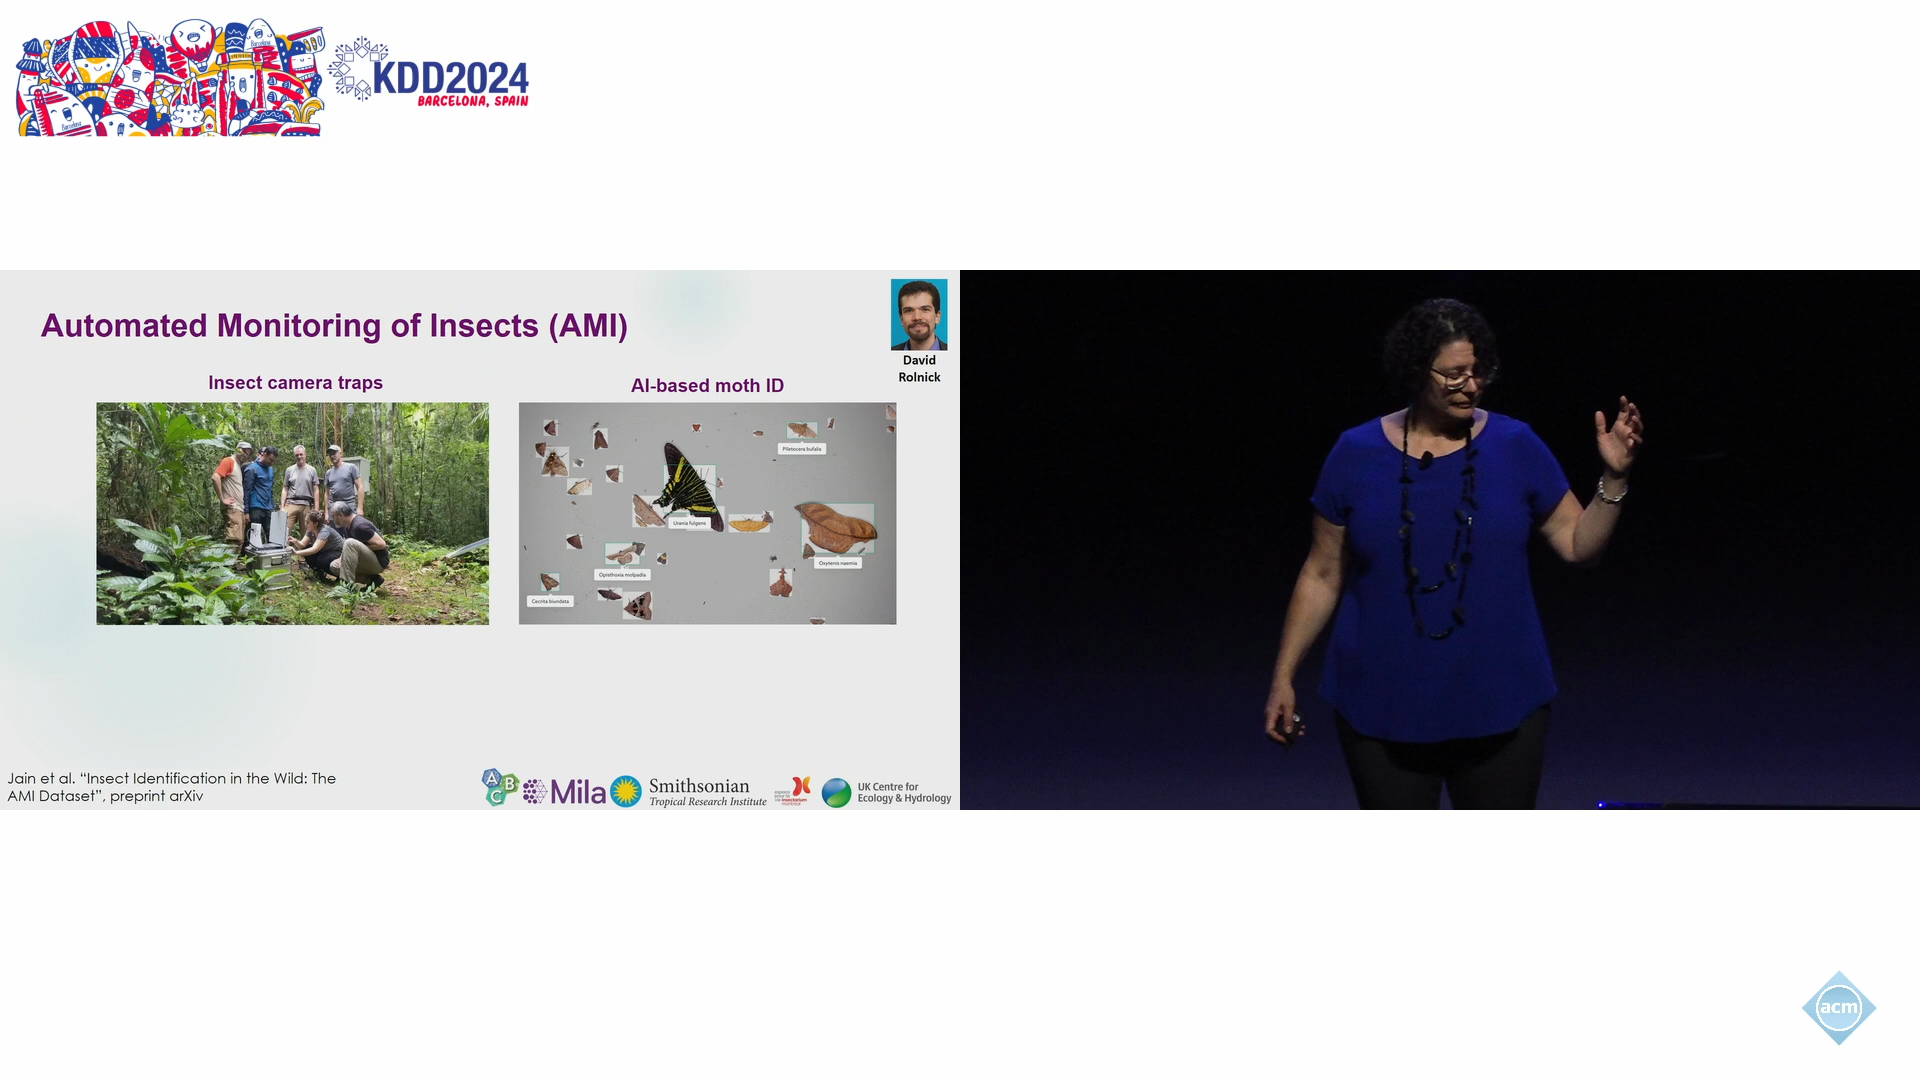 KDD2024
BARCELONA, SPAIN
Automated Monitoring of Insects (AMI)
David
Rolnick
Insect camera traps
AI-based moth ID
Piletocera bufalis
Urania fulgens
Oxytenis naemia
Opisthoxia molpadia
Cecrita biundata
Jain et al. “Insect Identification in the Wild: The
AMI Dataset”, preprint arXiv
A B C
Mila
Smithsonian
Tropical Research Institute
UK Centre for
Ecology & Hydrology
acm